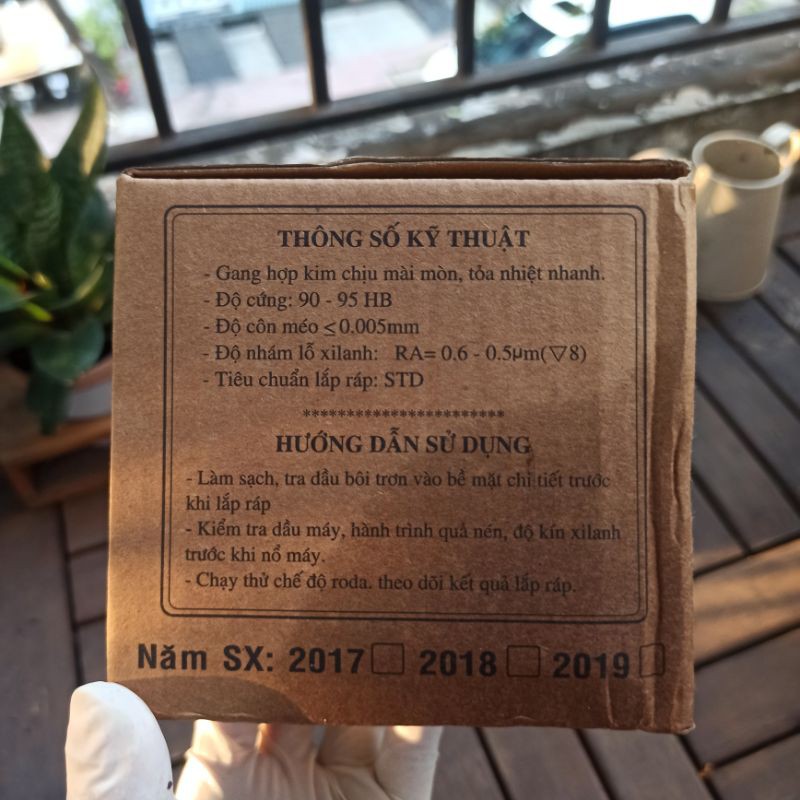 THÔNG SỐ KỸ THUẬT
- Gang hợp kim chịu mài mòn, tỏa nhiệt nhanh.
- Độ cứng: 90 - 95 HB
- Độ côn méo ≤ 0.005mm
- Độ nhám lỗ xilanh: RA= 0,6 - 0.5µm(▽8)
- Tiêu chuẩn lắp ráp: STD
***********************
HƯỚNG DẪN SỬ DỤNG
- Làm sạch, tra dầu bôi trơn vào bề mặt chi tiết trước
khi lắp ráp
- Kiểm tra dầu máy, hành trình quả nén, độ kín xilanh
trước khi nổ máy.
- Chạy thử chế độ roda. theo dõi kết quả lắp ráp.
Năm SX: 2017 □ 2018 □ 2019 □